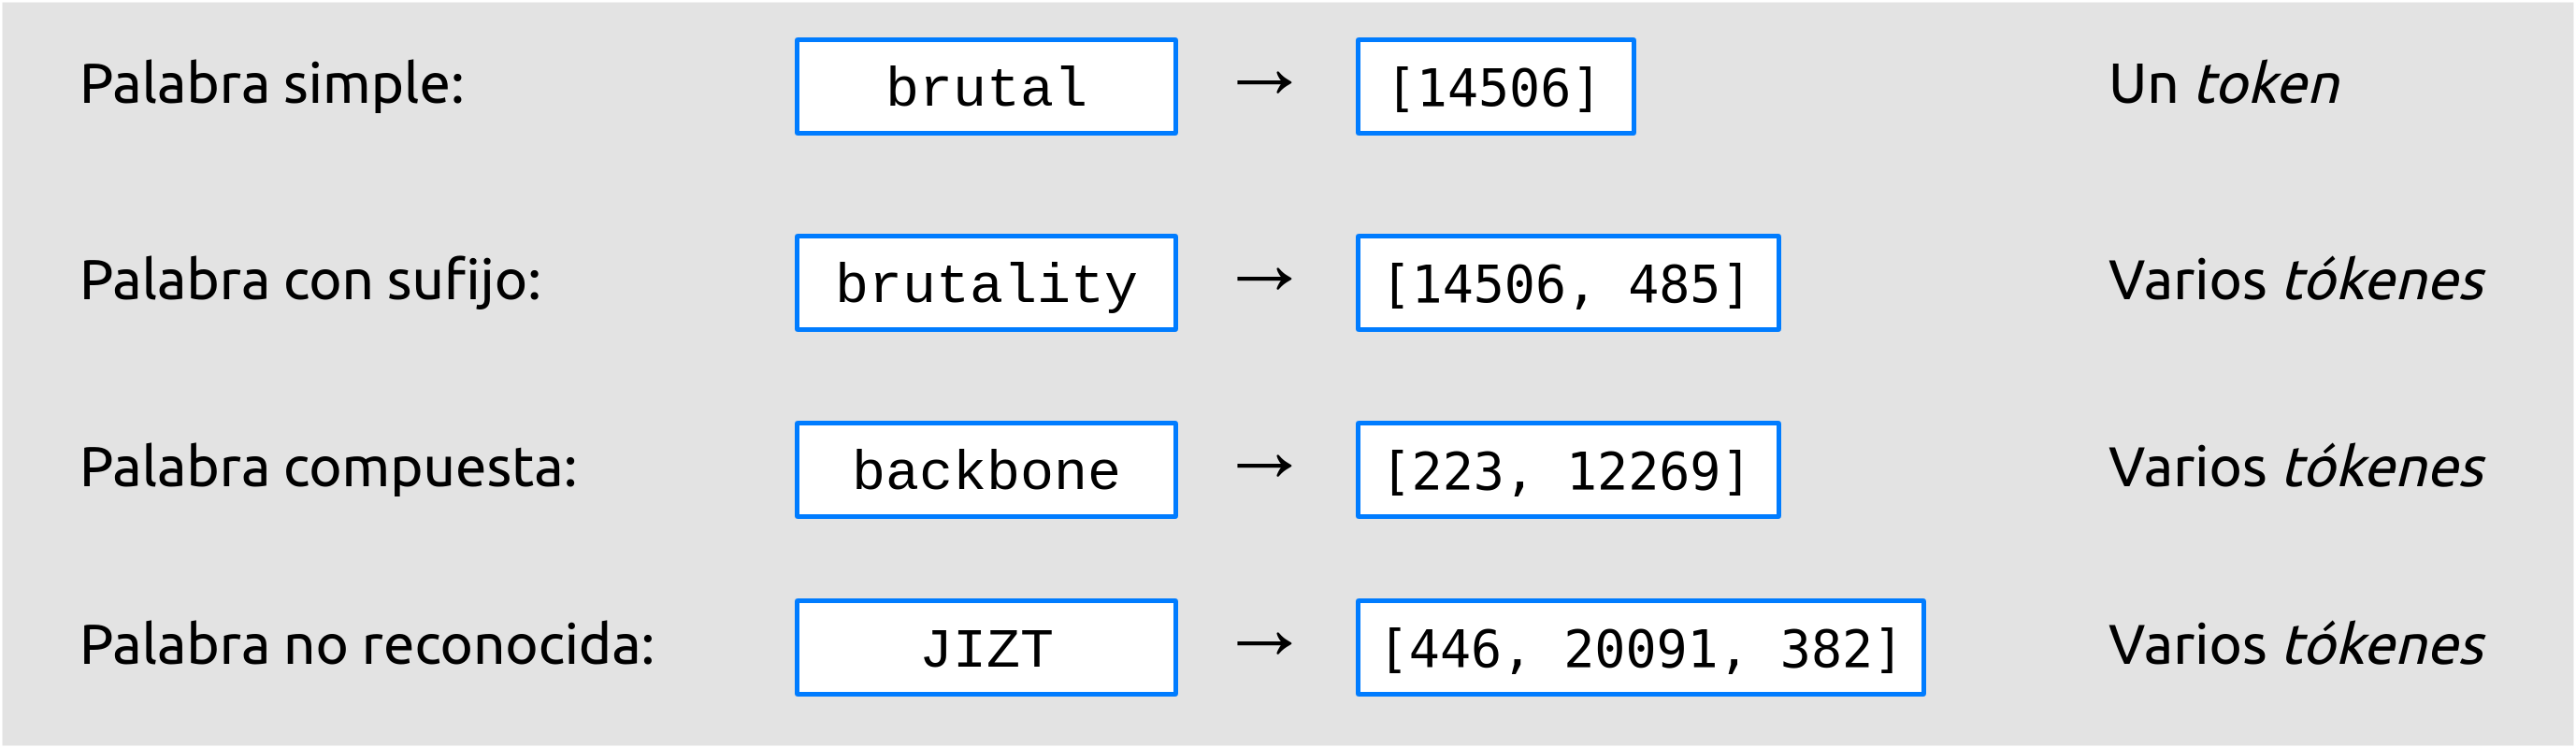 Palabra simple: brutal → [14506] Un token
Palabra con sufijo: brutality → [14506, 485] Varios tókenes
Palabra compuesta: backbone → [223, 12269] Varios tókenes
Palabra no reconocida: JIZT → [446, 20091, 382] Varios tókenes